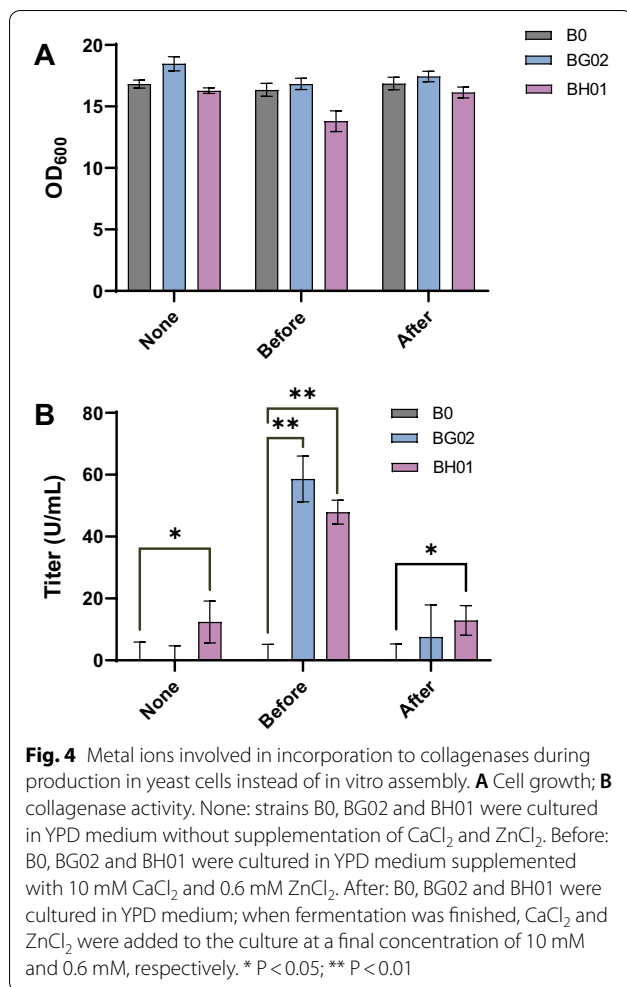 A
B0
BG02
BH01
20
15
10
5
0
OD₆₀₀
None
Before
After
B
B0
BG02
BH01
80
60
40
20
0
Titer (U/mL)
*
**
**
*
None
Before
After
Fig. 4 Metal ions involved in incorporation to collagenases during
production in yeast cells instead of in vitro assembly. A Cell growth; B
collagenase activity. None: strains B0, BG02 and BH01 were cultured
in YPD medium without supplementation of CaCl₂ and ZnCl₂. Before:
B0, BG02 and BH01 were cultured in YPD medium supplemented
with 10 mM CaCl₂ and 0.6 mM ZnCl₂. After: B0, BG02 and BH01 were
cultured in YPD medium; when fermentation was finished, CaCl₂ and
ZnCl₂ were added to the culture at a final concentration of 10 mM
and 0.6 mM, respectively. * P < 0.05; ** P < 0.01